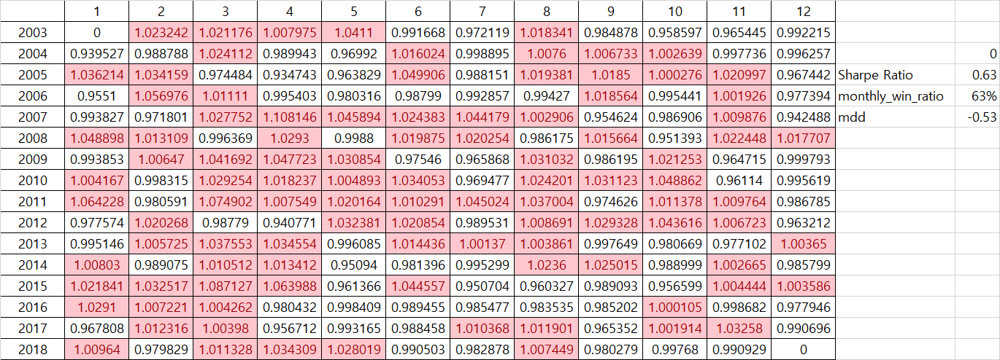 1 2 3 4 5 6 7 8 9 10 11 12
2003 0 1.023242 1.021176 1.007975 1.0411 0.991668 0.972119 1.018341 0.984878 0.958597 0.965445 0.992215
2004 0.939527 0.988788 1.024112 0.989943 0.96992 1.016024 0.998895 1.0076 1.006733 1.002639 0.997736 0.996257 0
2005 1.036214 1.034159 0.974484 0.934743 0.963829 1.049906 0.988151 1.019381 1.0185 1.000276 1.020997 0.967442 Sharpe Ratio 0.63
2006 0.9551 1.056976 1.01111 0.995403 0.980316 0.98799 0.992857 0.99427 1.018564 0.995441 1.001926 0.977394 monthly_win_ratio 63%
2007 0.993827 0.971801 1.027752 1.108146 1.045894 1.024383 1.044179 1.002906 0.954624 0.986906 1.009876 0.942488 mdd -0.53
2008 1.048898 1.013109 0.996369 1.0293 0.9988 1.019875 1.020254 0.986175 1.015664 0.951393 1.022448 1.017707
2009 0.993853 1.00647 1.041692 1.047723 1.030854 0.97546 0.965868 1.031032 0.986195 1.021253 0.964715 0.999793
2010 1.004167 0.998315 1.029254 1.018237 1.004893 1.034053 0.969477 1.024201 1.031123 1.048862 0.96114 0.995619
2011 1.064228 0.980591 1.074902 1.007549 1.020164 1.010291 1.045024 1.037004 0.974626 1.011378 1.009764 0.986785
2012 0.977574 1.020268 0.98779 0.940771 1.032381 1.020854 0.989531 1.008691 1.029328 1.043616 1.006723 0.963212
2013 0.995146 1.005725 1.037553 1.034554 0.996085 1.014436 1.00137 1.003861 0.997649 0.980669 0.977102 1.00365
2014 1.00803 0.989075 1.010512 1.013412 0.95094 0.981396 0.995299 1.0236 1.025015 0.988999 1.002665 0.985799
2015 1.021841 1.032517 1.087127 1.063988 0.961366 1.044557 0.950704 0.960327 0.989093 0.956599 1.004444 1.003586
2016 1.0291 1.007221 1.004262 0.980432 0.998409 0.989455 0.985477 0.983535 0.985202 1.000105 0.998682 0.977946
2017 0.967808 1.012316 1.00398 0.956712 0.993165 0.988458 1.010368 1.011901 0.965352 1.001914 1.03258 0.990696
2018 1.00964 0.979829 1.011328 1.034309 1.028019 0.990503 0.982878 1.007449 0.980279 0.99768 0.990929 0